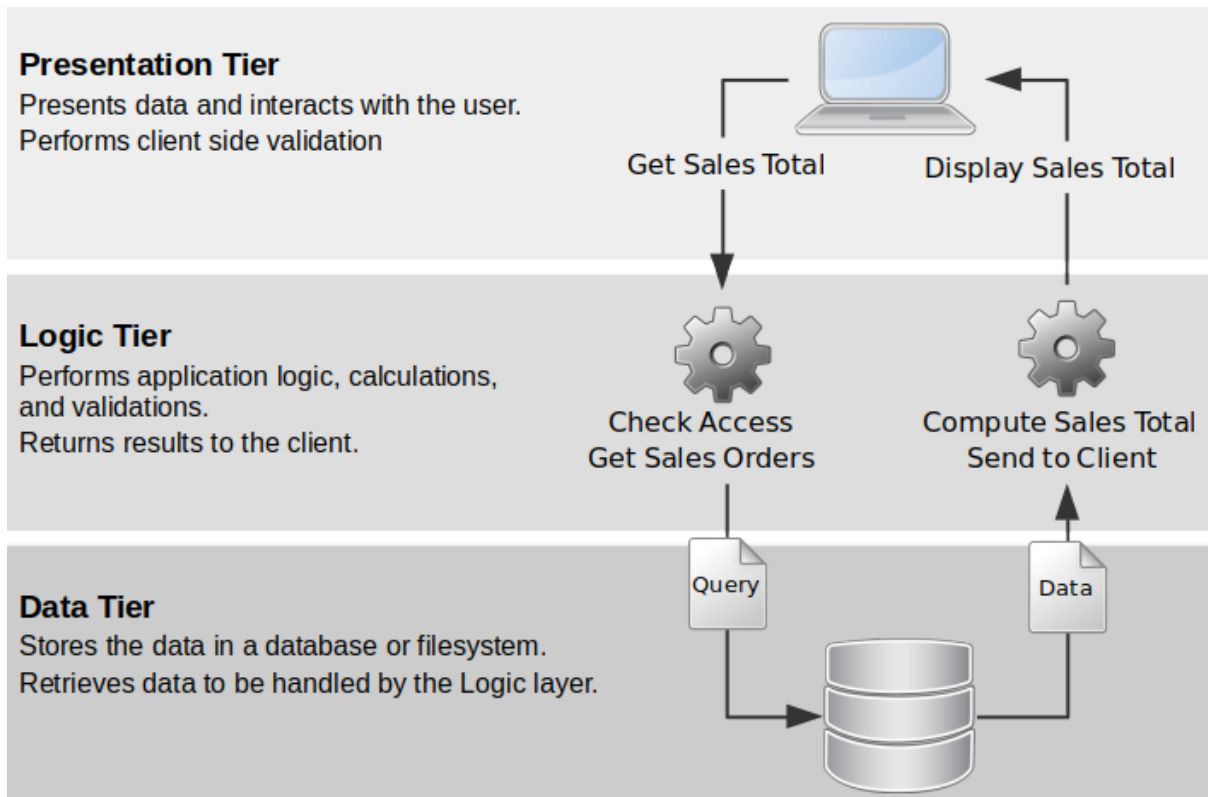 Presentation Tier
Presents data and interacts with the user.
Performs client side validation
Get Sales Total
Display Sales Total
Logic Tier
Performs application logic, calculations,
and validations.
Returns results to the client.
Check Access
Get Sales Orders
Compute Sales Total
Send to Client
Query
Data
Data Tier
Stores the data in a database or filesystem.
Retrieves data to be handled by the Logic layer.